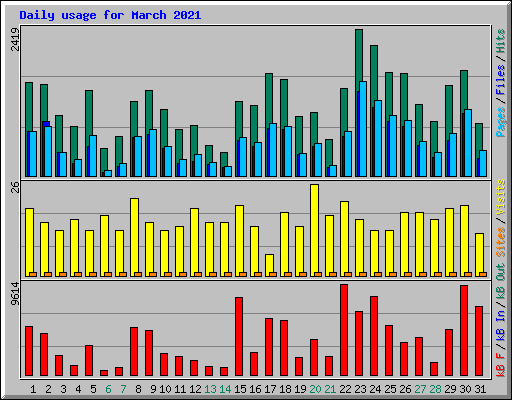 Daily usage for March 2021
2419
Pages / Files / Hits
26
Sites / Visits
9614
kB F / kB In / kB Out
1 2 3 4 5 6 7 8 9 10 11 12 13 14 15 16 17 18 19 20 21 22 23 24 25 26 27 28 29 30 31